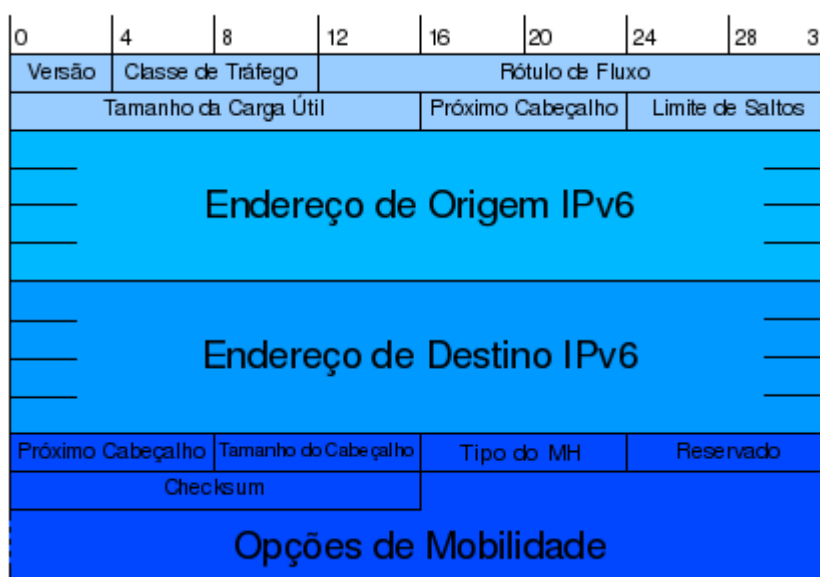 0 4 8 12 16 20 24 28 3
Versão Classe de Tráfego Rótulo de Fluxo
Tamanho da Carga Útil Próximo Cabeçalho Limite de Saltos
Endereço de Origem IPv6
Endereço de Destino IPv6
Próximo Cabeçalho Tamanho do Cabeçalho Tipo do MH Reservado
Checksum
Opções de Mobilidade